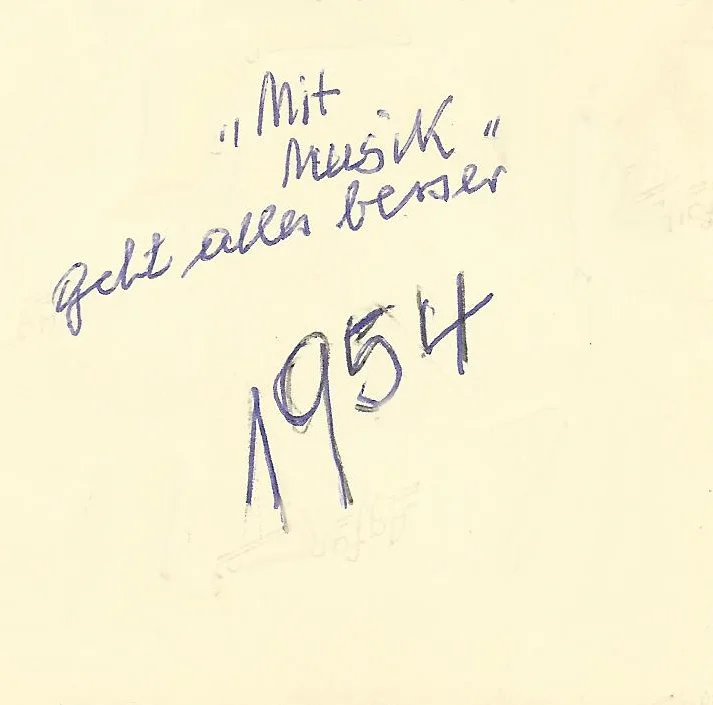 „Mit
Musik"
geht alles besser
1954